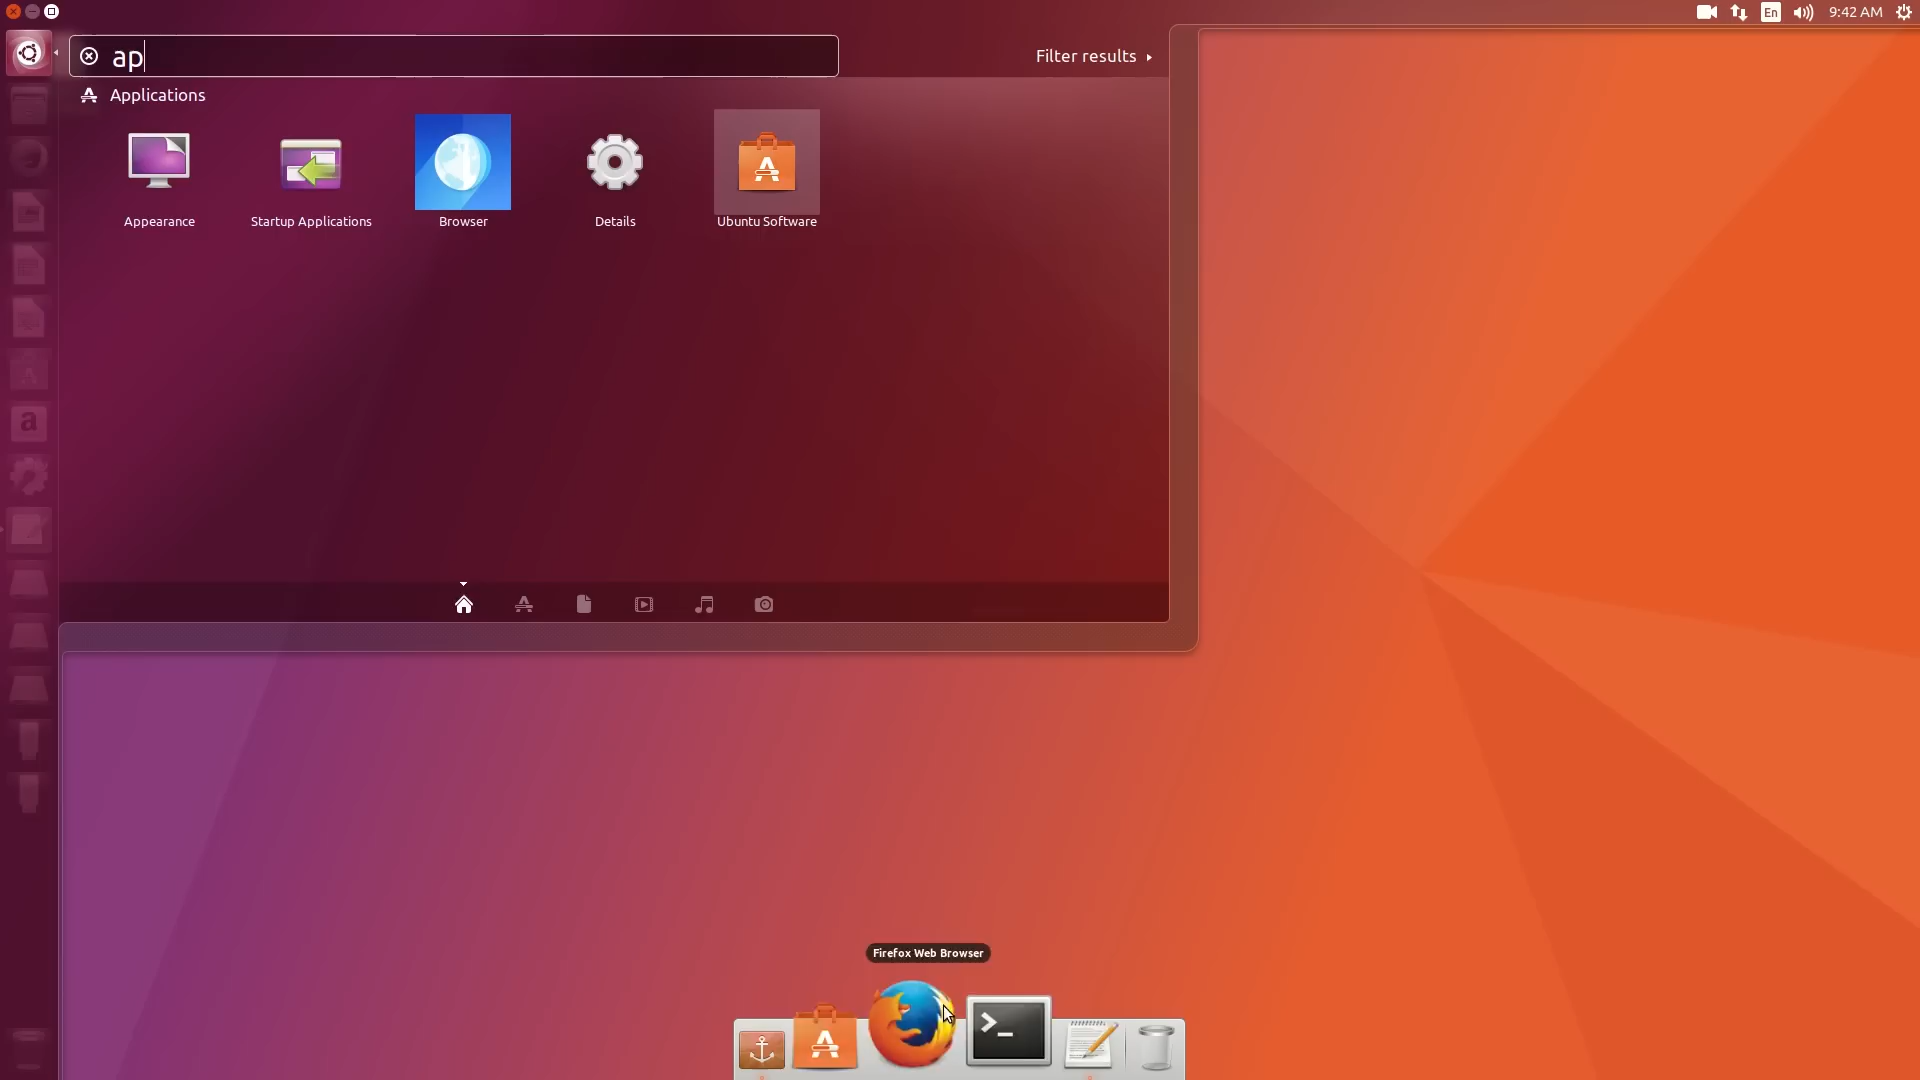 En
9:42 AM
ap
Filter results
Applications
Appearance
Startup Applications
Browser
Details
Ubuntu Software
a
Firefox Web Browser
>_